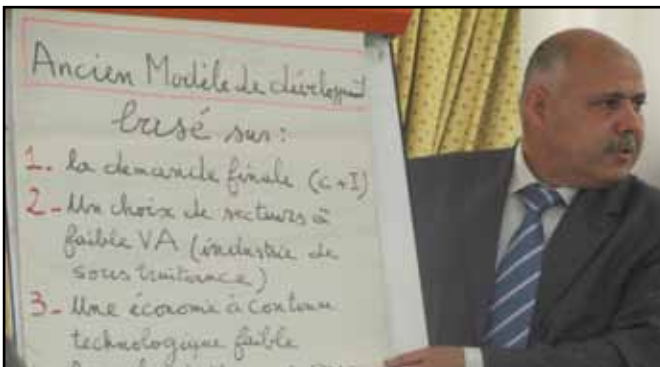 Ancien Modèle de dévelopmt
basé sur :
1. la demande finale (C+I)
2- Un choix de secteurs à
faible VA (industrie de
sous traitance)
3- Une économie à contenu
technologique faible